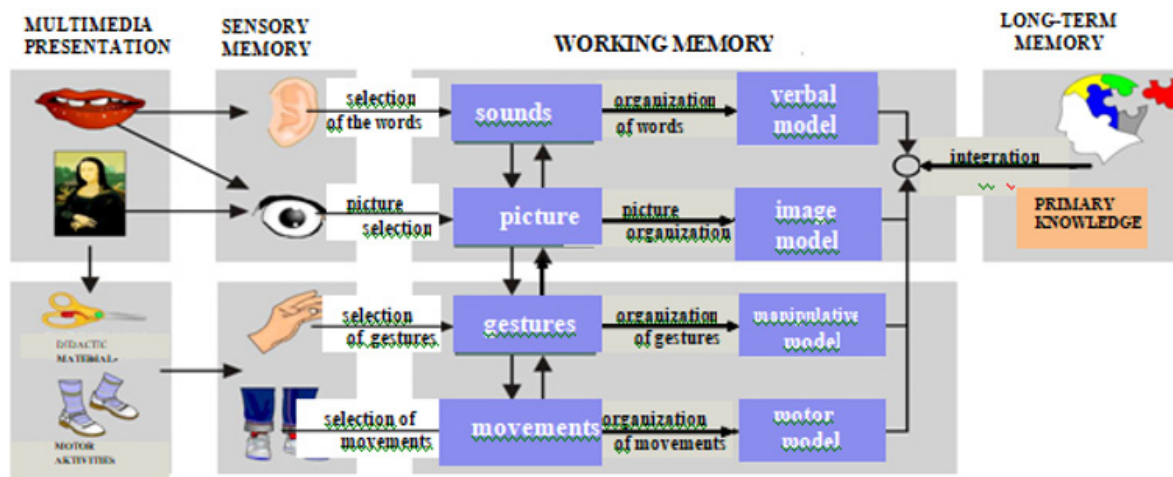 MULTIMEDIA
PRESENTATION
SENSORY
MEMORY
WORKING MEMORY
LONG-TERM
MEMORY
selection
of the words
sounds
organization
of words
verbal
model
integration
PRIMARY
KNOWLEDGE
picture
selection
picture
picture
organization
image
model
DIDACTIC
MATERIAL-
selection
of gestures
gestures
organization
of gestures
manipulative
model
MOTOR
AKTIVITIES
selection of
movements
movements
organization
of movements
motor
model